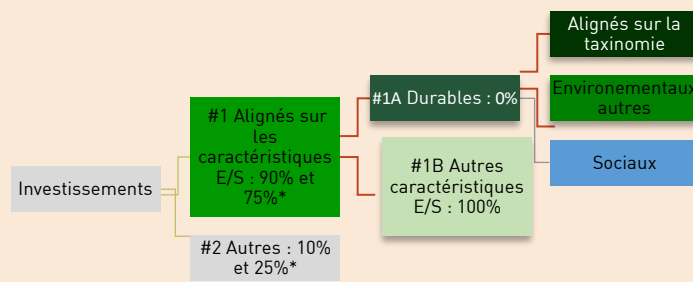 Alignés sur la
taxinomie
#1A Durables : 0%
Environementaux
autres
#1 Alignés sur
les
caractéristiques
E/S : 90% et
75%*
#1B Autres
caractéristiques
E/S : 100%
Sociaux
Investissements
#2 Autres : 10%
et 25%*